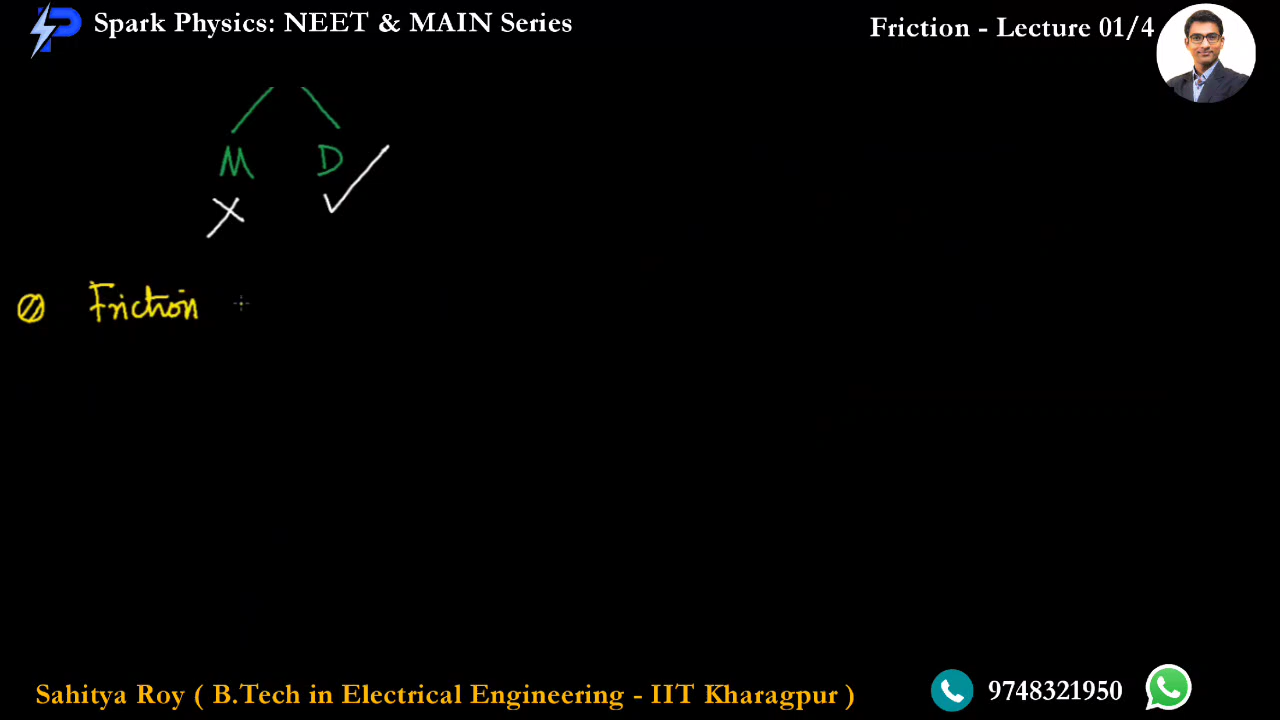 Spark Physics: NEET & MAIN Series
Friction - Lecture 01/4
M D
Friction
Sahitya Roy ( B.Tech in Electrical Engineering - IIT Kharagpur )
9748321950